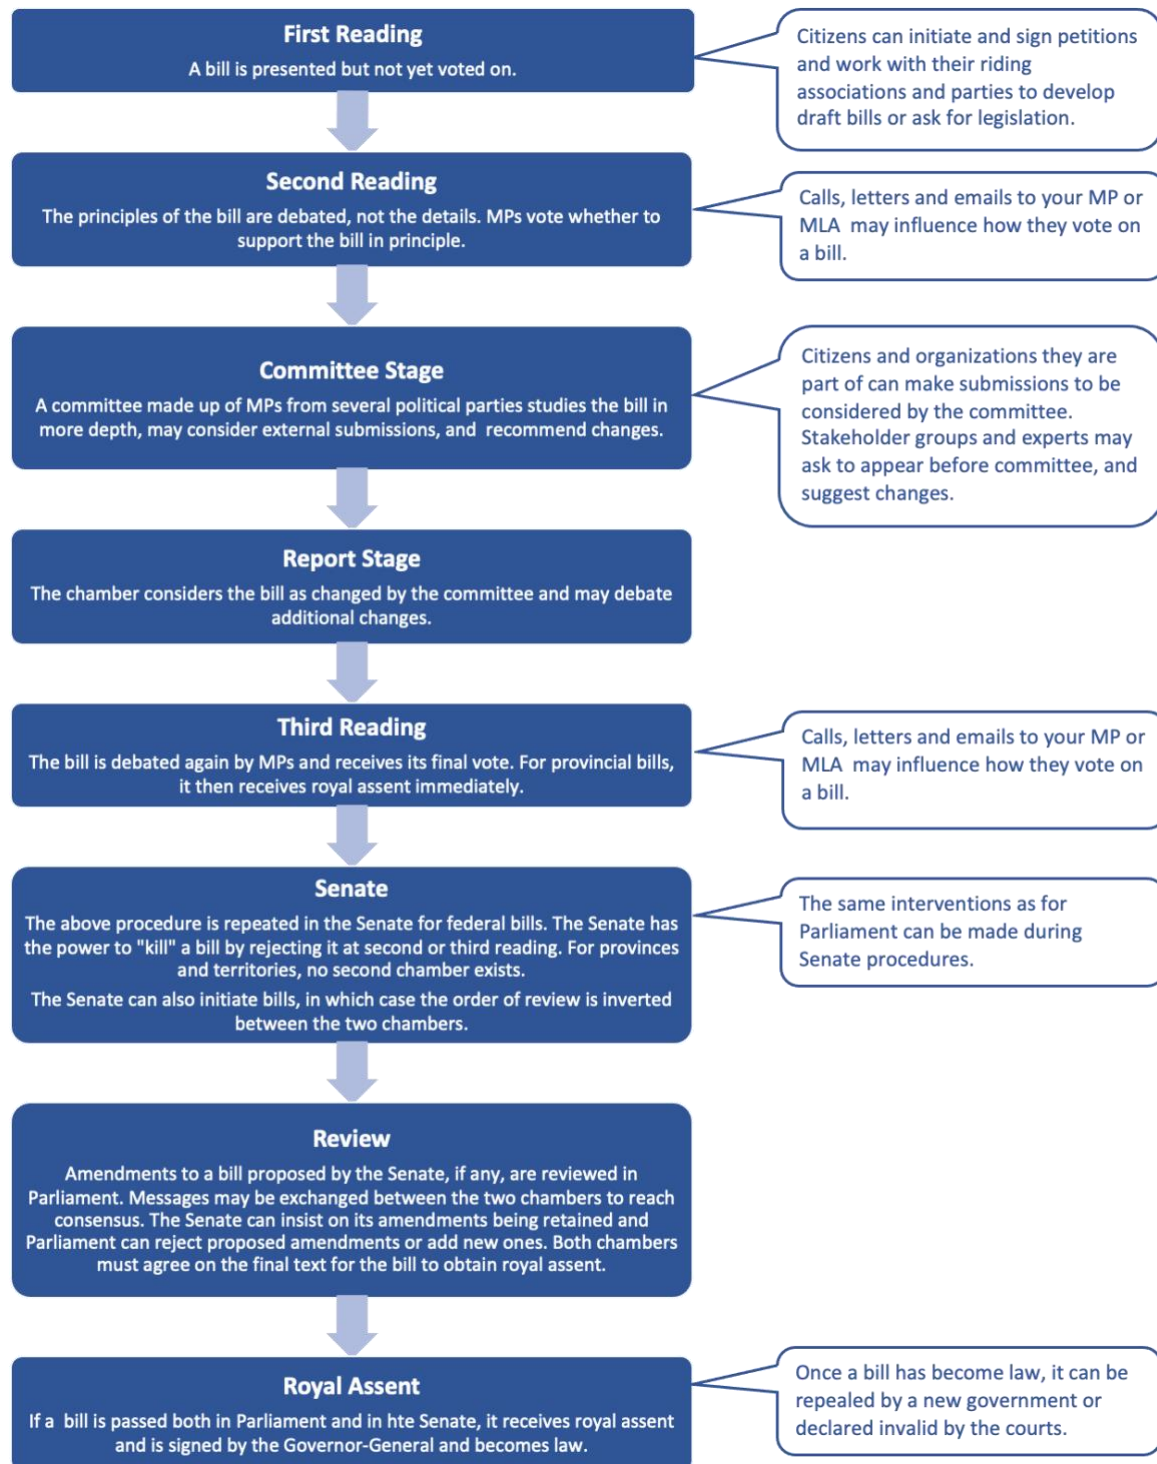 First Reading
A bill is presented but not yet voted on.
Citizens can initiate and sign petitions
and work with their riding
associations and parties to develop
draft bills or ask for legislation.
Second Reading
The principles of the bill are debated, not the details. MPs vote whether to
support the bill in principle.
Calls, letters and emails to your MP or
MLA may influence how they vote on
a bill.
Committee Stage
A committee made up of MPs from several political parties studies the bill in
more depth, may consider external submissions, and recommend changes.
Citizens and organizations they are
part of can make submissions to be
considered by the committee.
Stakeholder groups and experts may
ask to appear before committee, and
suggest changes.
Report Stage
The chamber considers the bill as changed by the committee and may debate
additional changes.
Third Reading
The bill is debated again by MPs and receives its final vote. For provincial bills,
it then receives royal assent immediately.
Calls, letters and emails to your MP or
MLA may influence how they vote on
a bill.
Senate
The above procedure is repeated in the Senate for federal bills. The Senate has
the power to "kill" a bill by rejecting it at second or third reading. For provinces
and territories, no second chamber exists.
The Senate can also initiate bills, in which case the order of review is inverted
between the two chambers.
The same interventions as for
Parliament can be made during
Senate procedures.
Review
Amendments to a bill proposed by the Senate, if any, are reviewed in
Parliament. Messages may be exchanged between the two chambers to reach
consensus. The Senate can insist on its amendments being retained and
Parliament can reject proposed amendments or add new ones. Both chambers
must agree on the final text for the bill to obtain royal assent.
Royal Assent
If a bill is passed both in Parliament and in hte Senate, it receives royal assent
and is signed by the Governor-General and becomes law.
Once a bill has become law, it can be
repealed by a new government or
declared invalid by the courts.